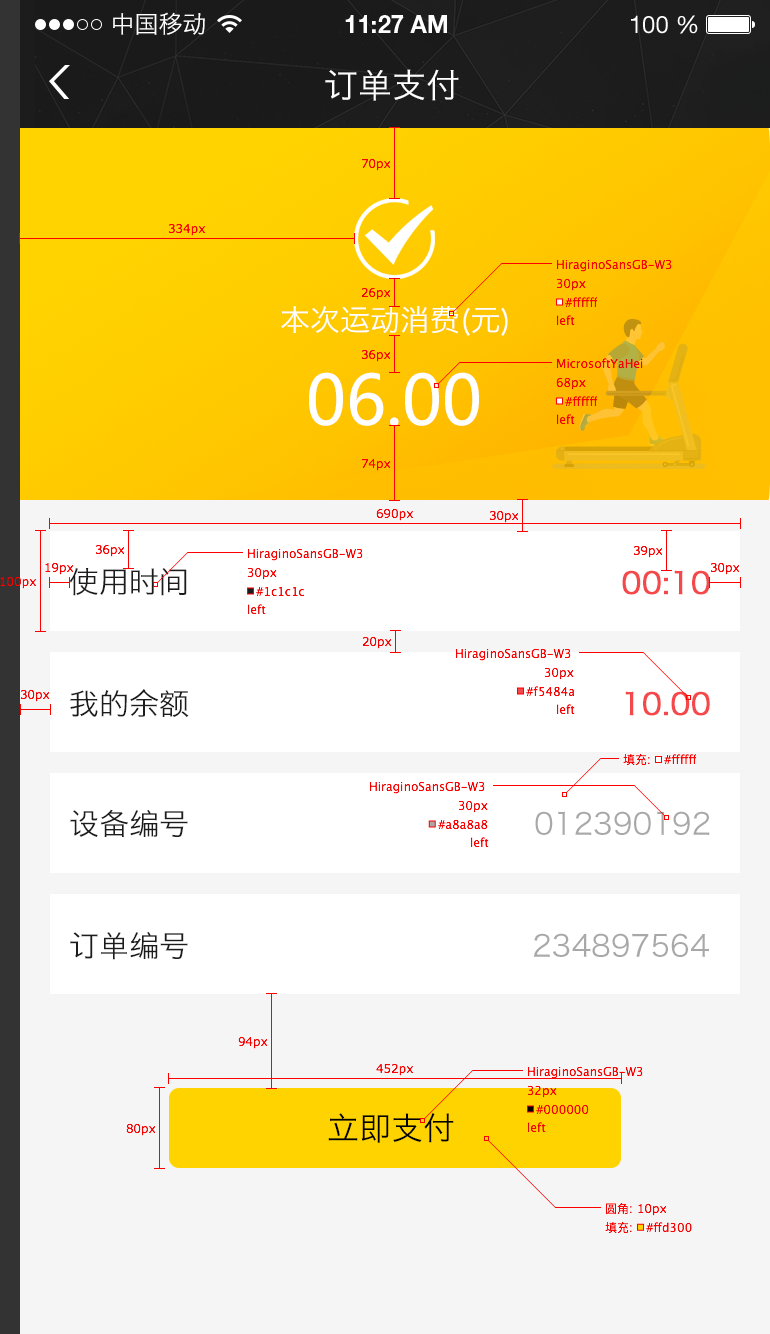 中国移动 11:27 AM 100 %
订单支付
70px
334px
26px
HiraginoSansGB-W3
30px
#ffffff
left
本次运动消费(元)
36px
MicrosoftYaHei
68px
#ffffff
left
06.00
74px
690px
30px
100px
19px
36px
使用时间
HiraginoSansGB-W3
30px
#1c1c1c
left
39px
00:10
30px
20px
30px
我的余额
HiraginoSansGB-W3
30px
#f5484a
left
10.00
填充: #ffffff
设备编号
HiraginoSansGB-W3
30px
#a8a8a8
left
012390192
订单编号
234897564
94px
452px
80px
立即支付
HiraginoSansGB-W3
32px
#000000
left
圆角: 10px
填充: #ffd300